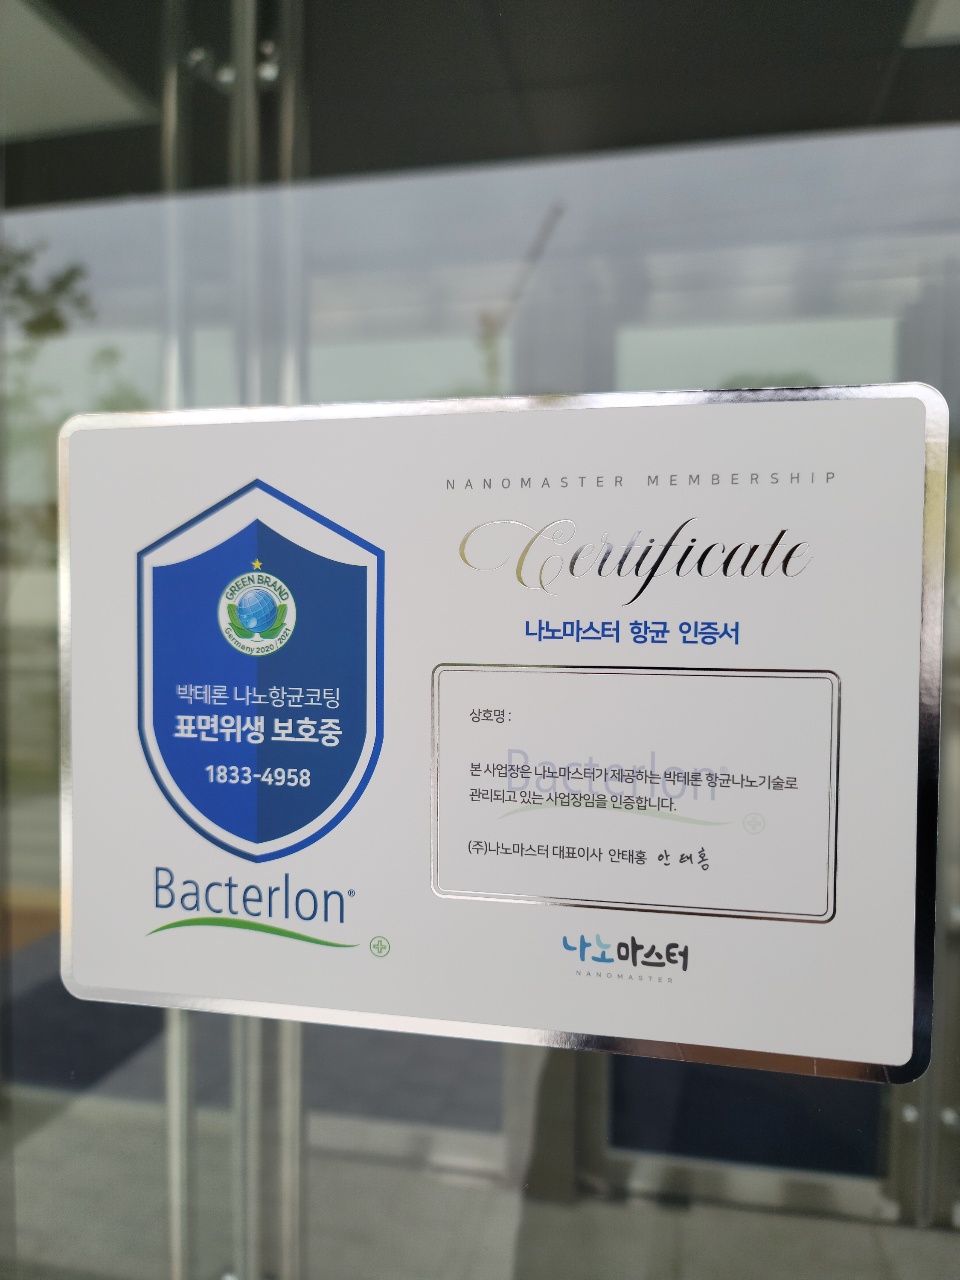 GREEN BRAND
Germany 2020 / 2021
박테론 나노항균코팅
표면위생 보호중
1833-4958
Bacterlon®
NANOMASTER MEMBERSHIP
Certificate
나노마스터 항균 인증서
상호명 :
Bacterlon
본 사업장은 나노마스터가 제공하는 박테론 항균나노기술로
관리되고 있는 사업장임을 인증합니다.
(주)나노마스터 대표이사 안태홍 안태홍
나노마스터
NANOMASTER